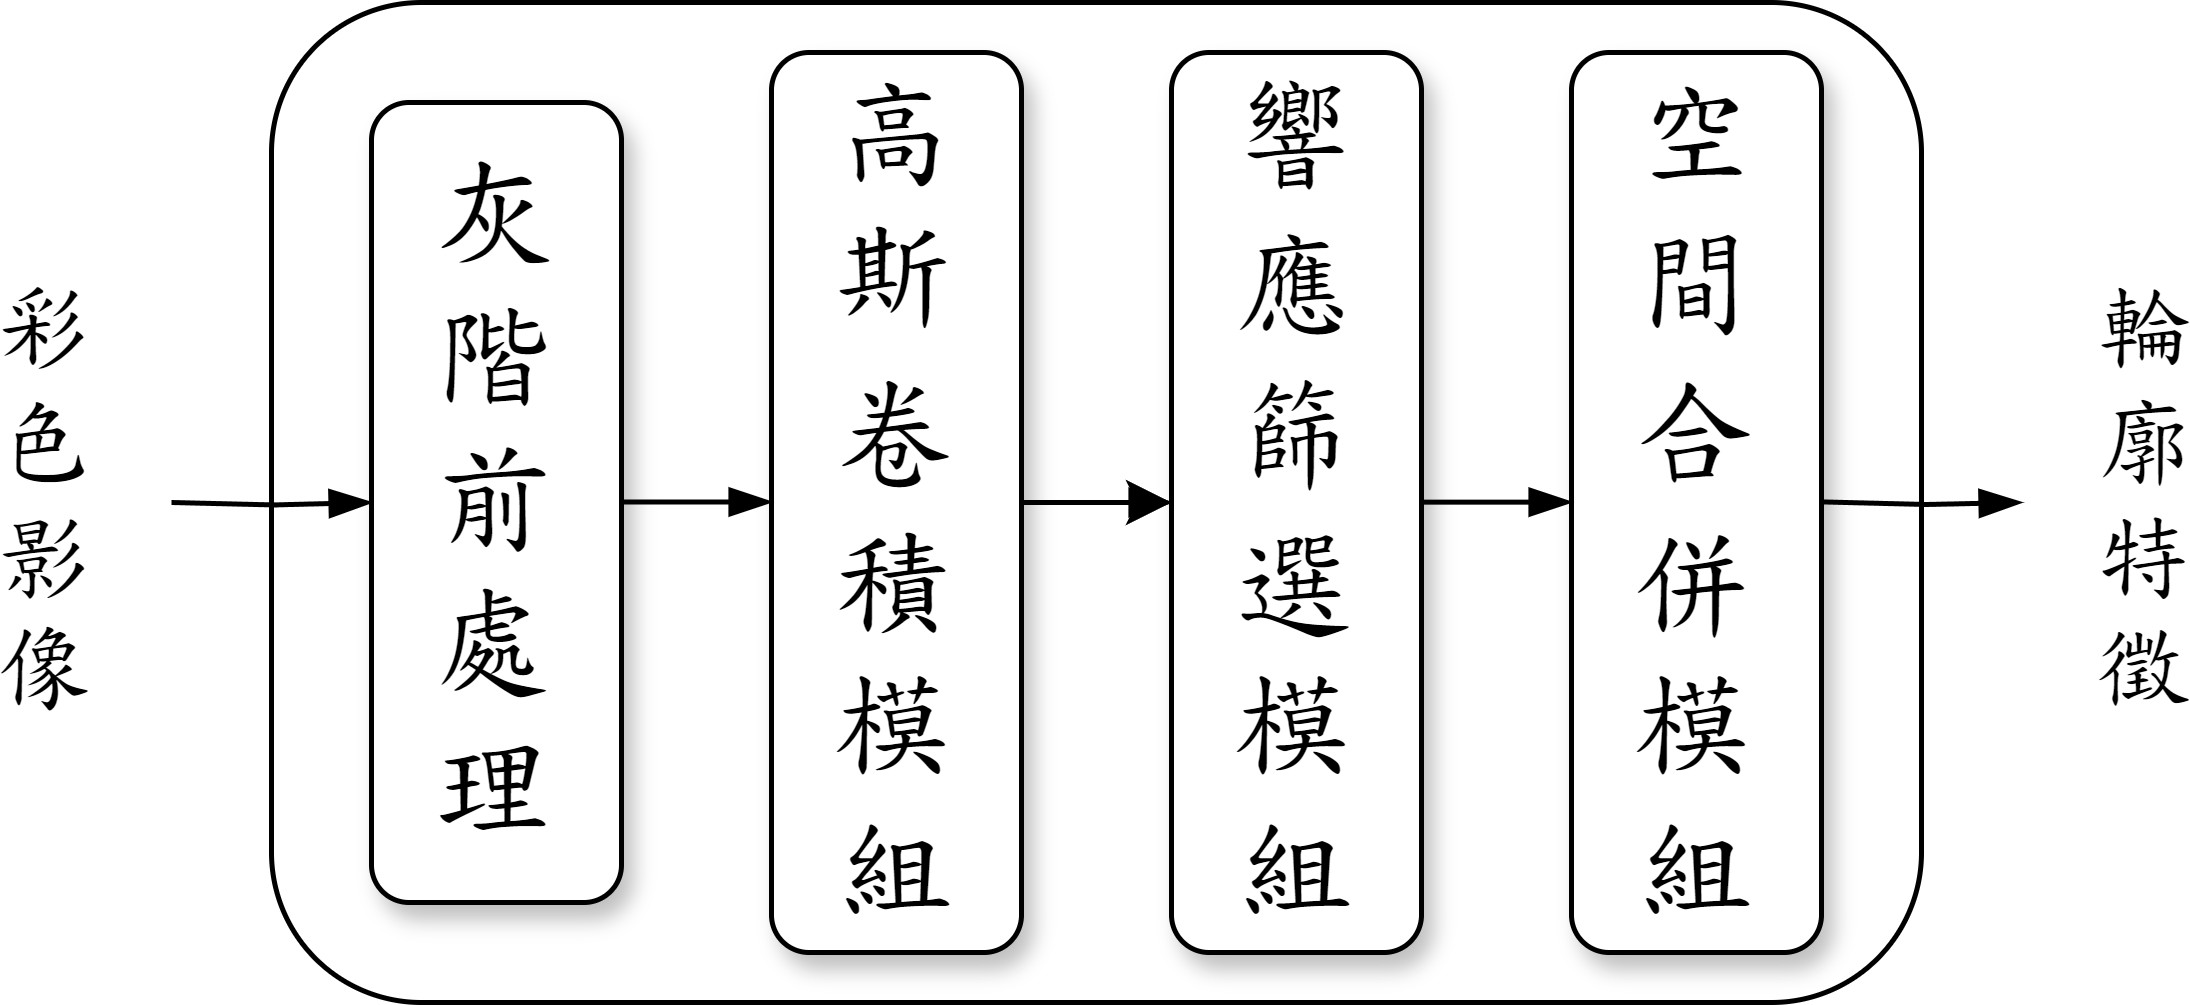 彩色影像
灰階前處理
高斯卷積模組
響應篩選模組
空間合併模組
輪廓特徵